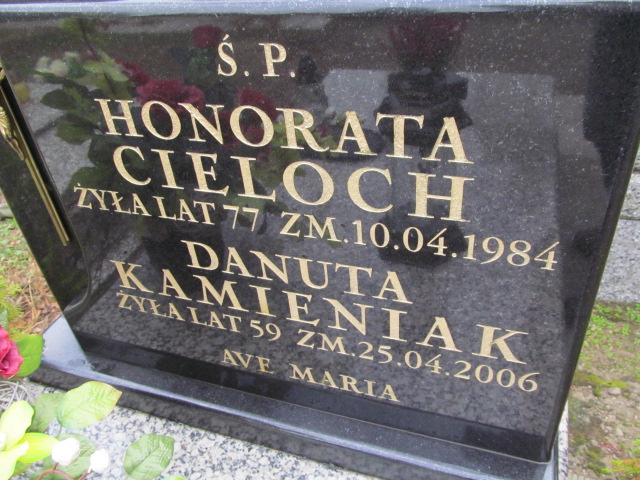 Ś. P.
HONORATA
CIELOCH
ŻYŁA LAT 77 ZM.10.04.1984
DANUTA
KAMIENIAK
ŻYŁA LAT 59 ZM.25.04.2006
AVE MARIA